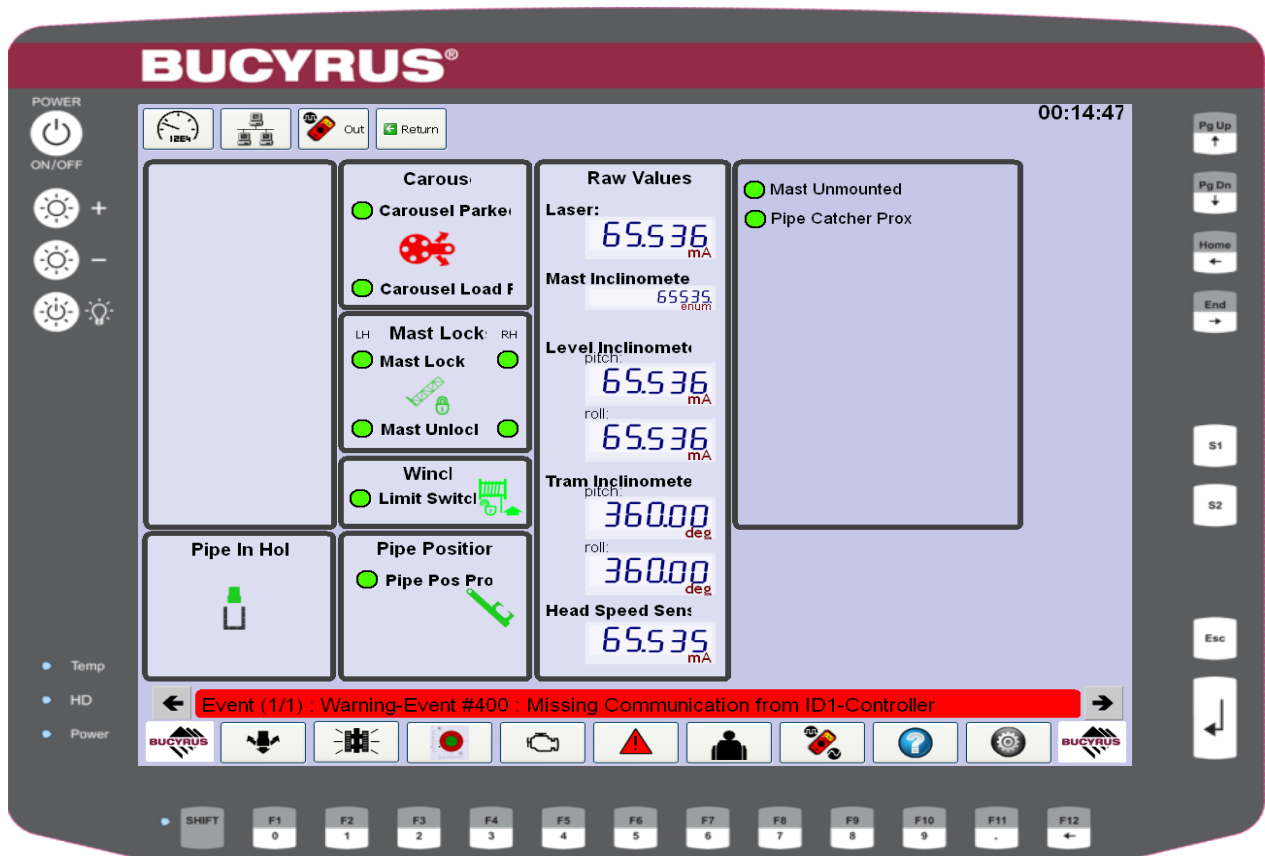 BUCYRUS®
POWER
ON/OFF
+
−
12E4
Out
Return
00:14:47
Carous
Carousel Parke
Carousel Load F
LH Mast Lock RH
Mast Lock
Mast Unlocl
Wincl
Limit Switcl
Pipe In Hol
Pipe Position
Pipe Pos Pro
Raw Values
Laser:
65.536
mA
Mast Inclinomete
65535.
enum
Level Inclinomet
pitch:
65.536
mA
roll:
65.536
mA
Tram Inclinomete
pitch:
360.00
deg
roll:
360.00
deg
Head Speed Sens
65.535
mA
Mast Unmounted
Pipe Catcher Prox
Event (1/1) : Warning-Event #400 : Missing Communication from ID1-Controller
BUCYRUS
?
BUCYRUS
Temp
HD
Power
Pg Up
Pg Dn
Home
End
S1
S2
Esc
SHIFT F1 F2 F3 F4 F5 F6 F7 F8 F9 F10 F11 F12
0 1 2 3 4 5 6 7 8 9 .